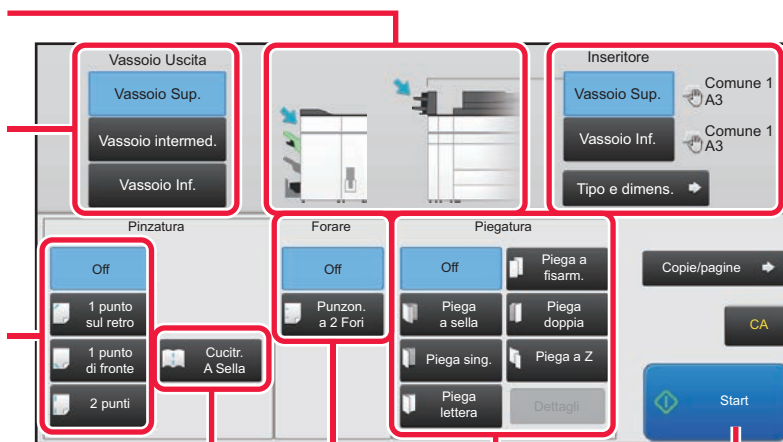 Vassoio Uscita
Vassoio Sup.
Vassoio intermed.
Vassoio Inf.
Inseritore
Vassoio Sup.
Comune 1
A3
Vassoio Inf.
Comune 1
A3
Tipo e dimens.
Pinzatura
Off
1 punto
sul retro
1 punto
di fronte
2 punti
Cucitr.
A Sella
Forare
Off
Punzon.
a 2 Fori
Piegatura
Off
Piega a
fisarm.
Piega
a sella
Piega
doppia
Piega sing.
Piega a Z
Piega
lettera
Dettagli
Copie/pagine
CA
Start